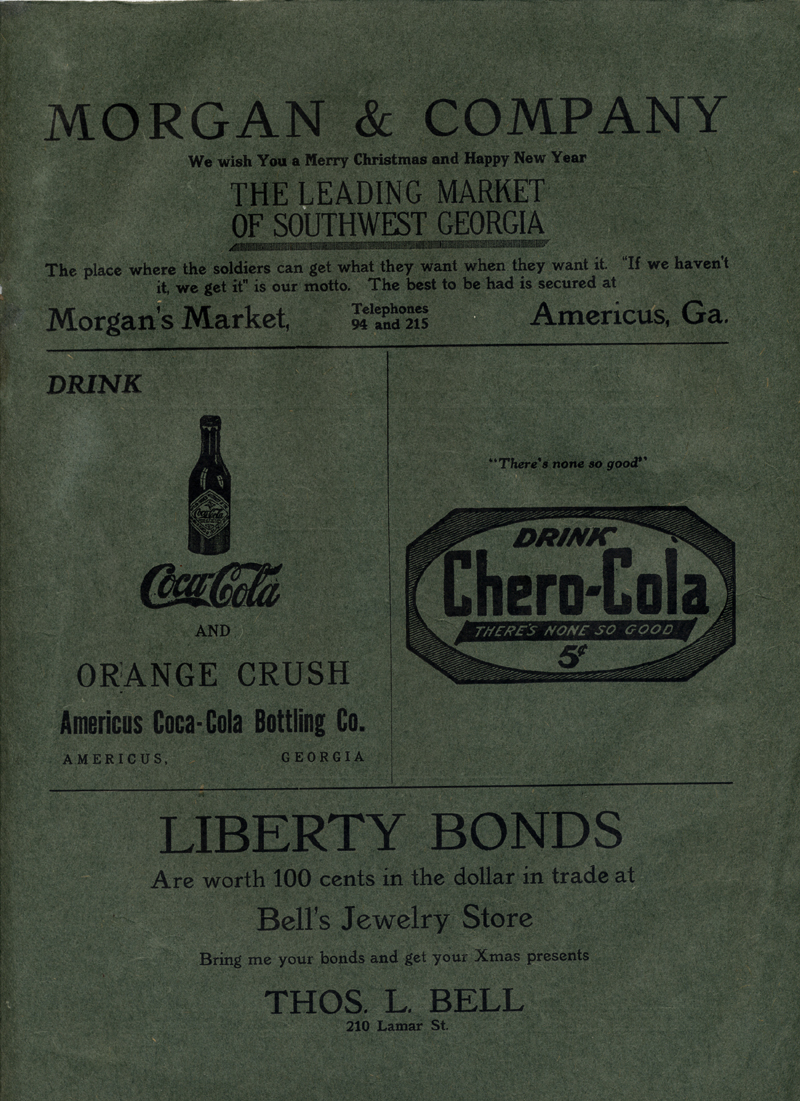 MORGAN & COMPANY
We wish You a Merry Christmas and Happy New Year
THE LEADING MARKET
OF SOUTHWEST GEORGIA
The place where the soldiers can get what they want when they want it. "If we haven't
it, we get it" is our motto. The best to be had is secured at
Morgan's Market, Telephones 94 and 215 Americus, Ga.
DRINK
Coca-Cola
AND
ORANGE CRUSH
Americus Coca-Cola Bottling Co.
AMERICUS, GEORGIA
"There's none so good"
DRINK
Chero-Cola
THERE'S NONE SO GOOD
5¢
LIBERTY BONDS
Are worth 100 cents in the dollar in trade at
Bell's Jewelry Store
Bring me your bonds and get your Xmas presents
THOS. L. BELL
210 Lamar St.